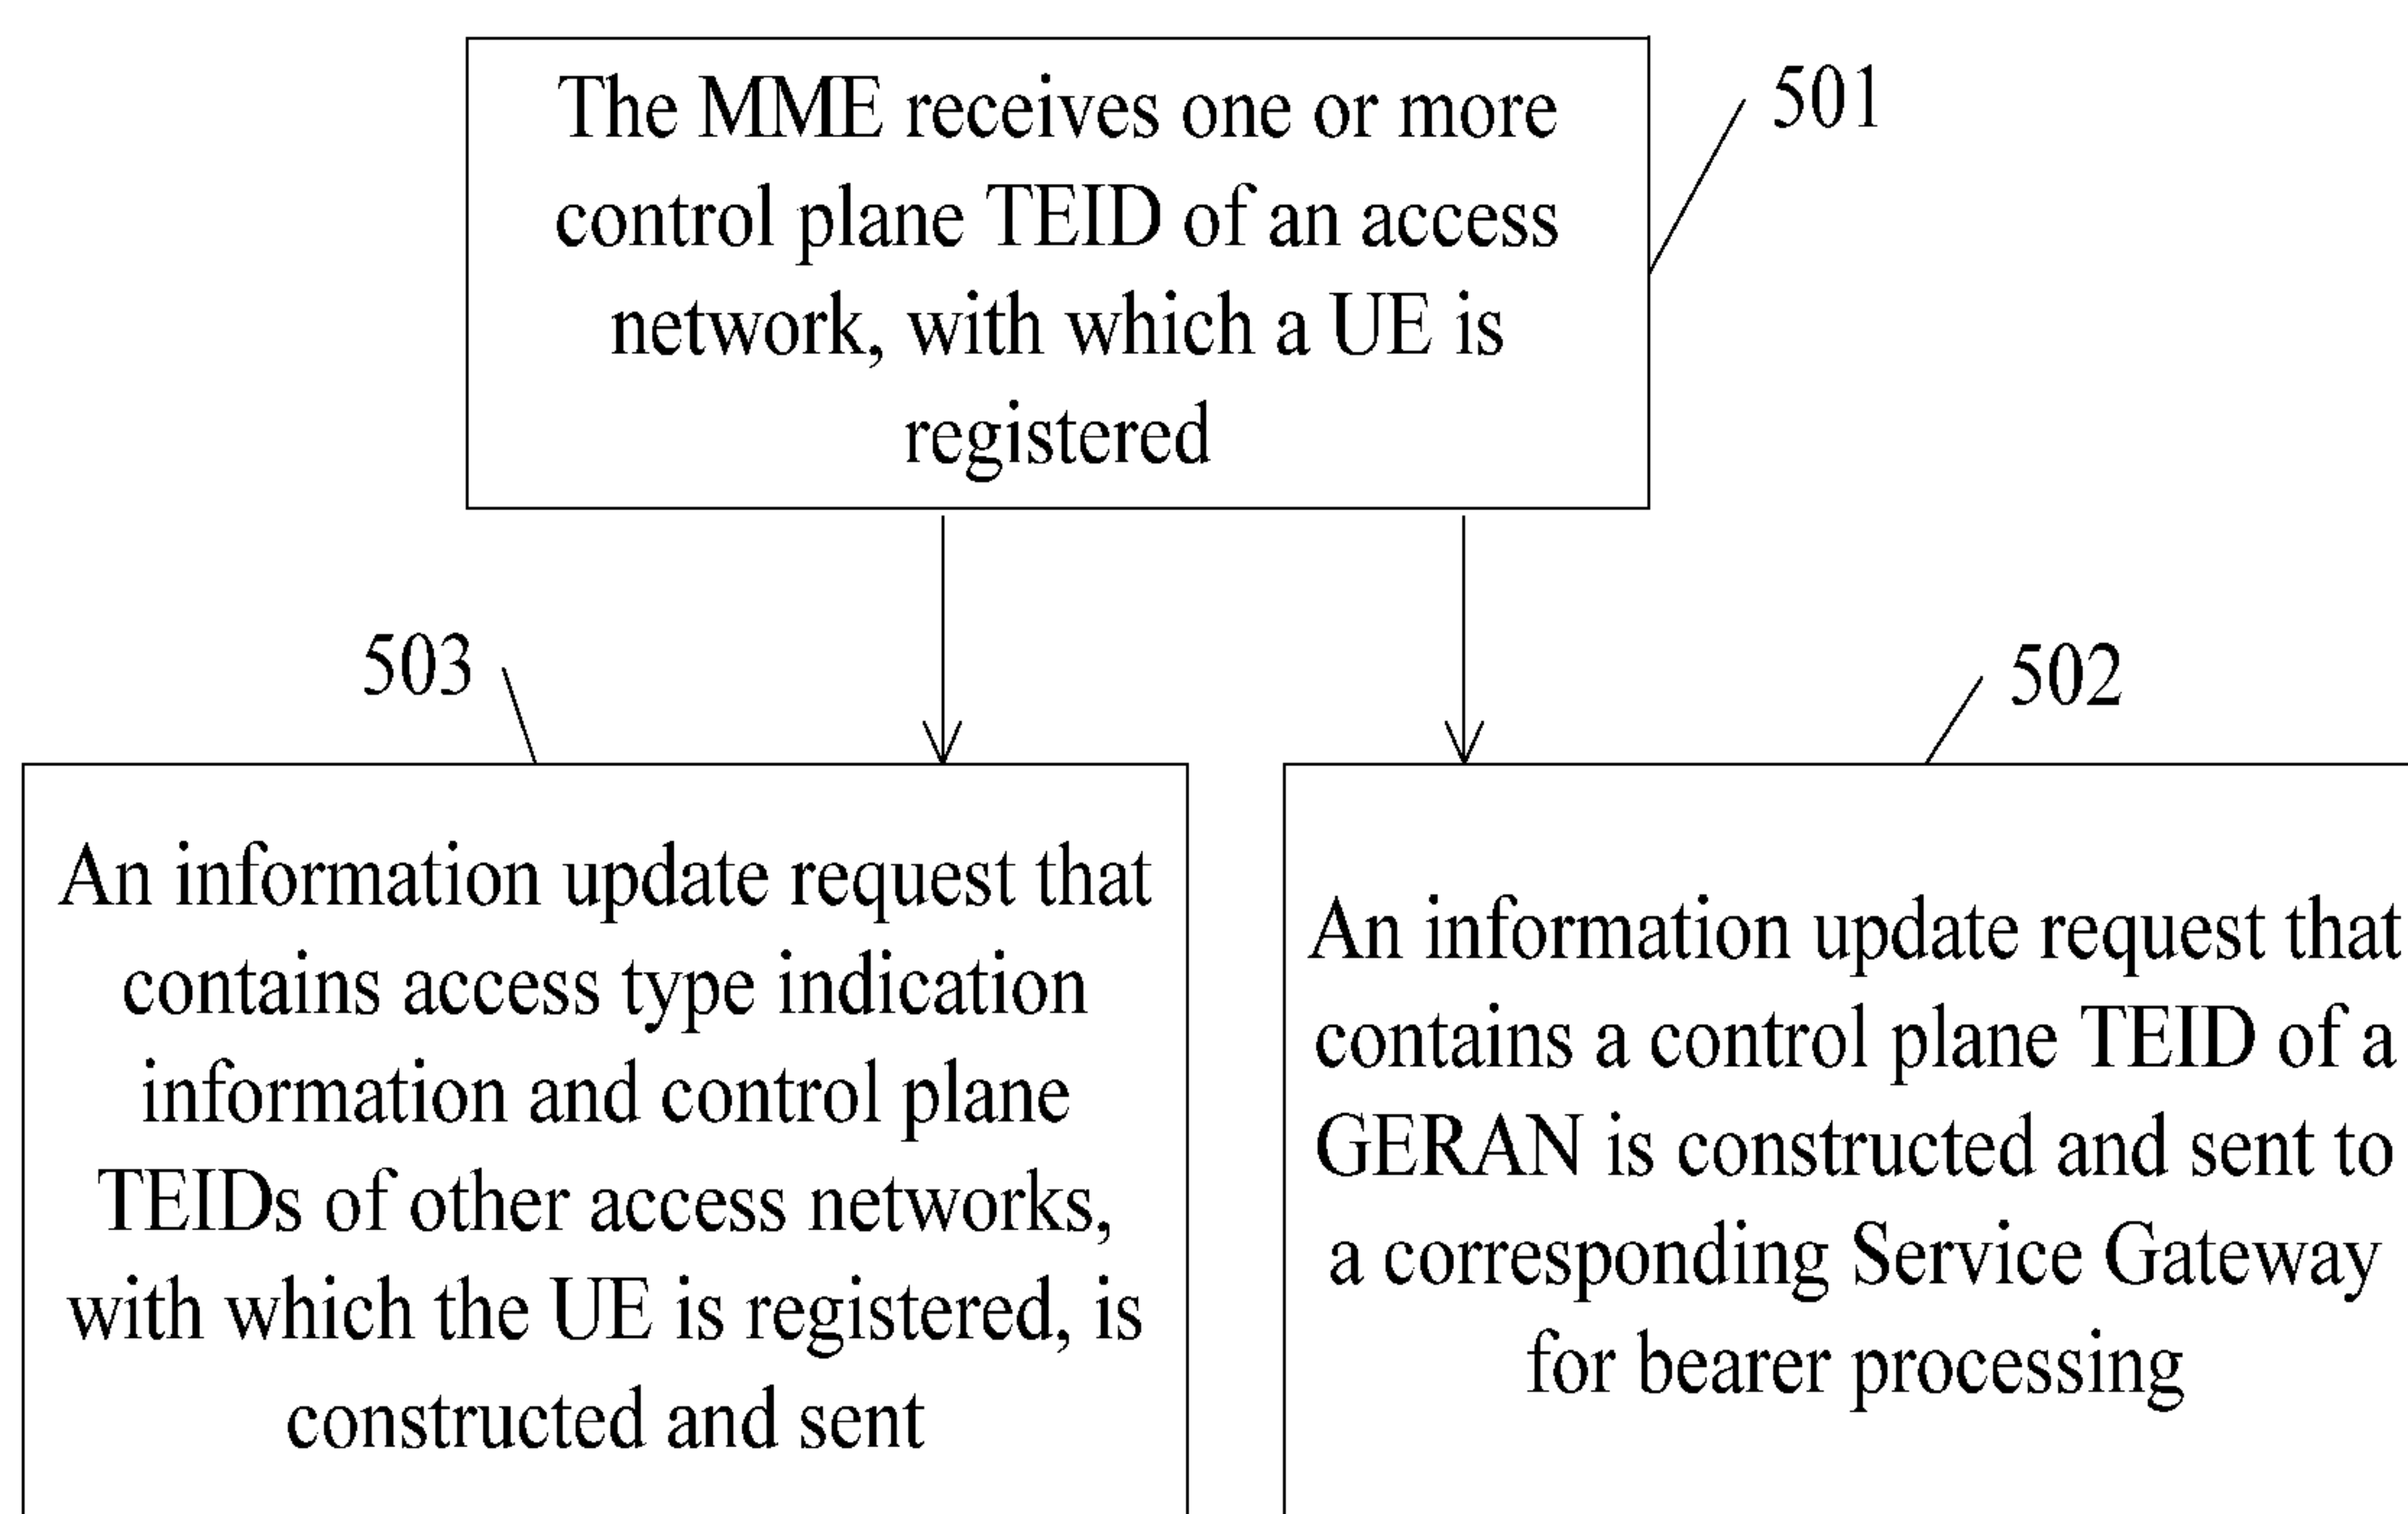 The MME receives one or more
control plane TEID of an access
network, with which a UE is
registered
501
503
An information update request that
contains access type indication
information and control plane
TEIDs of other access networks,
with which the UE is registered, is
constructed and sent
502
An information update request that
contains a control plane TEID of a
GERAN is constructed and sent to
a corresponding Service Gateway
for bearer processing